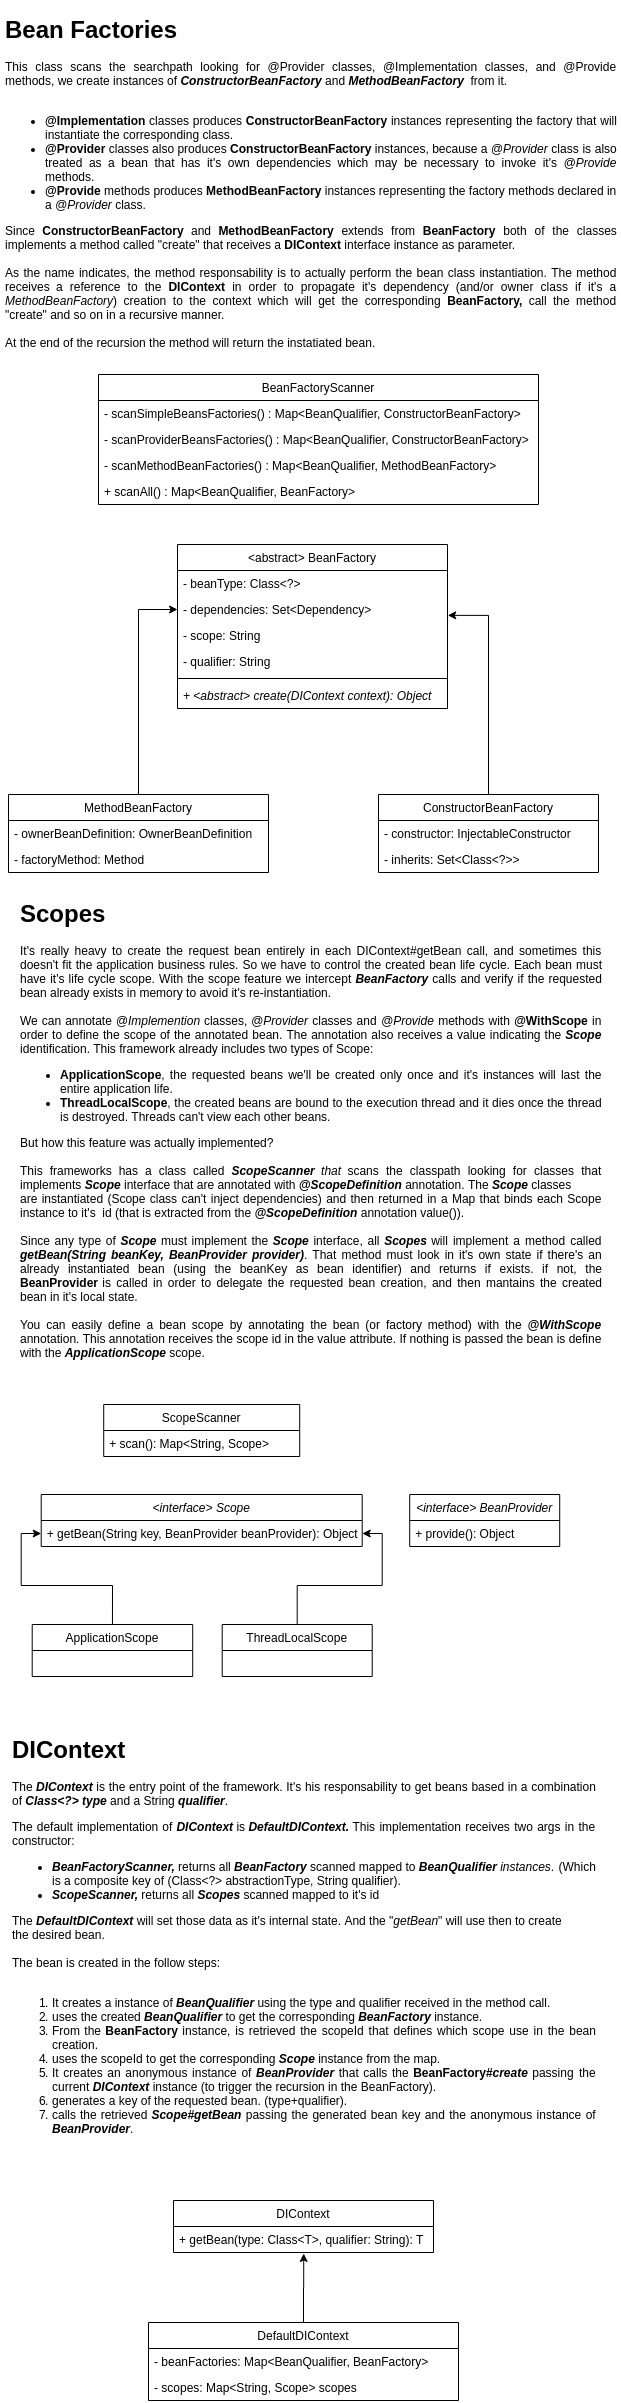 Bean Factories
This class scans the searchpath looking for @Provider classes, @Implementation classes, and @Provide
methods, we create instances of ConstructorBeanFactory and MethodBeanFactory from it.
• @Implementation classes produces ConstructorBeanFactory instances representing the factory that will
instantiate the corresponding class.
• @Provider classes also produces ConstructorBeanFactory instances, because a @Provider class is also
treated as a bean that has it's own dependencies which may be necessary to invoke it's @Provide
methods.
• @Provide methods produces MethodBeanFactory instances representing the factory methods declared in
a @Provider class.
Since ConstructorBeanFactory and MethodBeanFactory extends from BeanFactory both of the classes
implements a method called "create" that receives a DIContext interface instance as parameter.
As the name indicates, the method responsability is to actually perform the bean class instantiation. The method
receives a reference to the DIContext in order to propagate it's dependency (and/or owner class if it's a
MethodBeanFactory) creation to the context which will get the corresponding BeanFactory, call the method
"create" and so on in a recursive manner.
At the end of the recursion the method will return the instatiated bean.
BeanFactoryScanner
- scanSimpleBeansFactories() : Map<BeanQualifier, ConstructorBeanFactory>
- scanProviderBeansFactories() : Map<BeanQualifier, ConstructorBeanFactory>
- scanMethodBeanFactories() : Map<BeanQualifier, MethodBeanFactory>
+ scanAll() : Map<BeanQualifier, BeanFactory>
<abstract> BeanFactory
- beanType: Class<?>
- dependencies: Set<Dependency>
- scope: String
- qualifier: String
+ <abstract> create(DIContext context): Object
MethodBeanFactory
- ownerBeanDefinition: OwnerBeanDefinition
- factoryMethod: Method
ConstructorBeanFactory
- constructor: InjectableConstructor
- inherits: Set<Class<?>>
Scopes
It's really heavy to create the request bean entirely in each DIContext#getBean call, and sometimes this
doesn't fit the application business rules. So we have to control the created bean life cycle. Each bean must
have it's life cycle scope. With the scope feature we intercept BeanFactory calls and verify if the requested
bean already exists in memory to avoid it's re-instantiation.
We can annotate @Implemention classes, @Provider classes and @Provide methods with @WithScope in
order to define the scope of the annotated bean. The annotation also receives a value indicating the Scope
identification. This framework already includes two types of Scope:
• ApplicationScope, the requested beans we'll be created only once and it's instances will last the
entire application life.
• ThreadLocalScope, the created beans are bound to the execution thread and it dies once the thread
is destroyed. Threads can't view each other beans.
But how this feature was actually implemented?
This frameworks has a class called ScopeScanner that scans the classpath looking for classes that
implements Scope interface that are annotated with @ScopeDefinition annotation. The Scope classes
are instantiated (Scope class can't inject dependencies) and then returned in a Map that binds each Scope
instance to it's id (that is extracted from the @ScopeDefinition annotation value()).
Since any type of Scope must implement the Scope interface, all Scopes will implement a method called
getBean(String beanKey, BeanProvider provider). That method must look in it's own state if there's an
already instantiated bean (using the beanKey as bean identifier) and returns if exists. if not, the
BeanProvider is called in order to delegate the requested bean creation, and then mantains the created
bean in it's local state.
You can easily define a bean scope by annotating the bean (or factory method) with the @WithScope
annotation. This annotation receives the scope id in the value attribute. If nothing is passed the bean is define
with the ApplicationScope scope.
ScopeScanner
+ scan(): Map<String, Scope>
<interface> Scope
+ getBean(String key, BeanProvider beanProvider): Object
<interface> BeanProvider
+ provide(): Object
ApplicationScope
ThreadLocalScope
DIContext
The DIContext is the entry point of the framework. It's his responsability to get beans based in a combination
of Class<?> type and a String qualifier.
The default implementation of DIContext is DefaultDIContext. This implementation receives two args in the
constructor:
• BeanFactoryScanner, returns all BeanFactory scanned mapped to BeanQualifier instances. (Which
is a composite key of (Class<?> abstractionType, String qualifier).
• ScopeScanner, returns all Scopes scanned mapped to it's id
The DefaultDIContext will set those data as it's internal state. And the "getBean" will use then to create
the desired bean.
The bean is created in the follow steps:
1. It creates a instance of BeanQualifier using the type and qualifier received in the method call.
2. uses the created BeanQualifier to get the corresponding BeanFactory instance.
3. From the BeanFactory instance, is retrieved the scopeId that defines which scope use in the bean
creation.
4. uses the scopeId to get the corresponding Scope instance from the map.
5. It creates an anonymous instance of BeanProvider that calls the BeanFactory#create passing the
current DIContext instance (to trigger the recursion in the BeanFactory).
6. generates a key of the requested bean. (type+qualifier).
7. calls the retrieved Scope#getBean passing the generated bean key and the anonymous instance of
BeanProvider.
DIContext
+ getBean(type: Class<T>, qualifier: String): T
DefaultDIContext
- beanFactories: Map<BeanQualifier, BeanFactory>
- scopes: Map<String, Scope> scopes